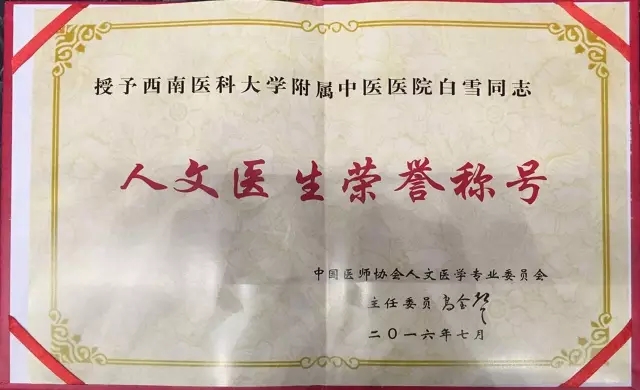 授予西南医科大学附属中医医院白雪同志
人文医生荣誉称号
中国医师协会人文医学专业委员会
主任委员 高金
二〇一六年七月